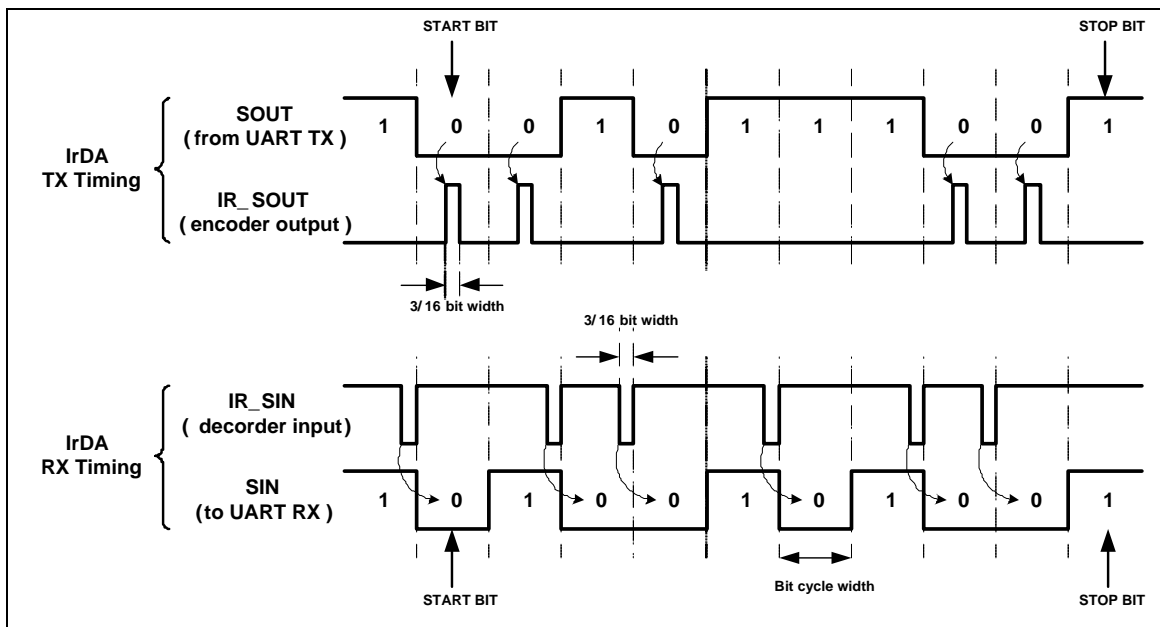 START BIT
STOP BIT
SOUT
( from UART TX )
1 0 0 1 0 1 1 1 0 0 1
IrDA
TX Timing
IR_SOUT
( encoder output )
3/16 bit width
3/16 bit width
IR_SIN
( decorder input)
IrDA
RX Timing
SIN
(to UART RX )
1 0 1 0 0 1 0 1 0 0 1
Bit cycle width
START BIT
STOP BIT